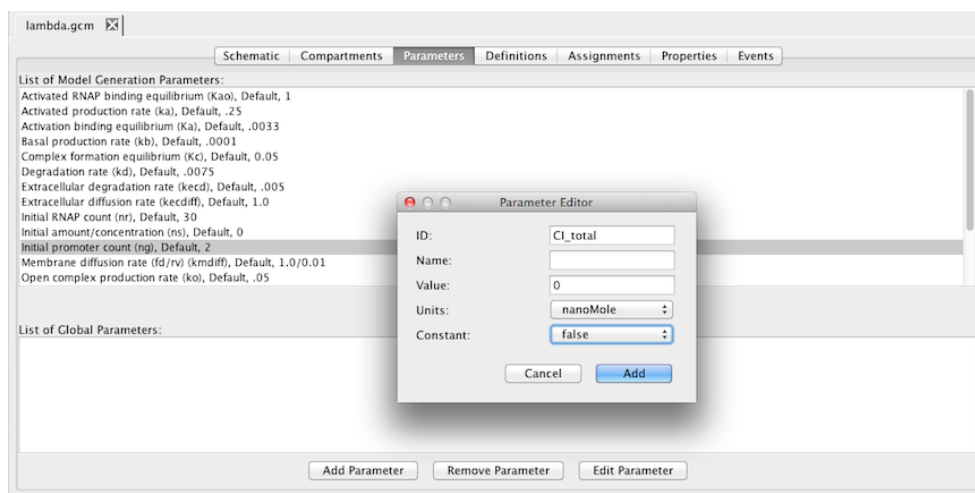 lambda.gcm
Schematic Compartments Parameters Definitions Assignments Properties Events
List of Model Generation Parameters:
Activated RNAP binding equilibrium (Kao), Default, 1
Activated production rate (ka), Default, .25
Activation binding equilibrium (Ka), Default, .0033
Basal production rate (kb), Default, .0001
Complex formation equilibrium (Kc), Default, 0.05
Degradation rate (kd), Default, .0075
Extracellular degradation rate (kecd), Default, .005
Extracellular diffusion rate (kecdiff), Default, 1.0
Initial RNAP count (nr), Default, 30
Initial amount/concentration (ns), Default, 0
Initial promoter count (ng), Default, 2
Membrane diffusion rate (fd/rv) (kmdiff), Default, 1.0/0.01
Open complex production rate (ko), Default, .05
Parameter Editor
ID: CI_total
Name:
Value: 0
Units: nanoMole
Constant: false
Cancel Add
List of Global Parameters:
Add Parameter Remove Parameter Edit Parameter